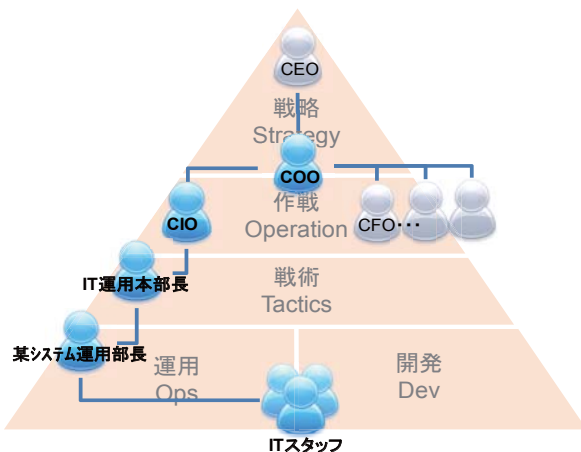 CEO
戦略
Strategy
COO
CIO
作戦
Operation
CFO・・・
IT運用本部長
戦術
Tactics
某システム運用部長
運用
Ops
開発
Dev
ITスタッフ